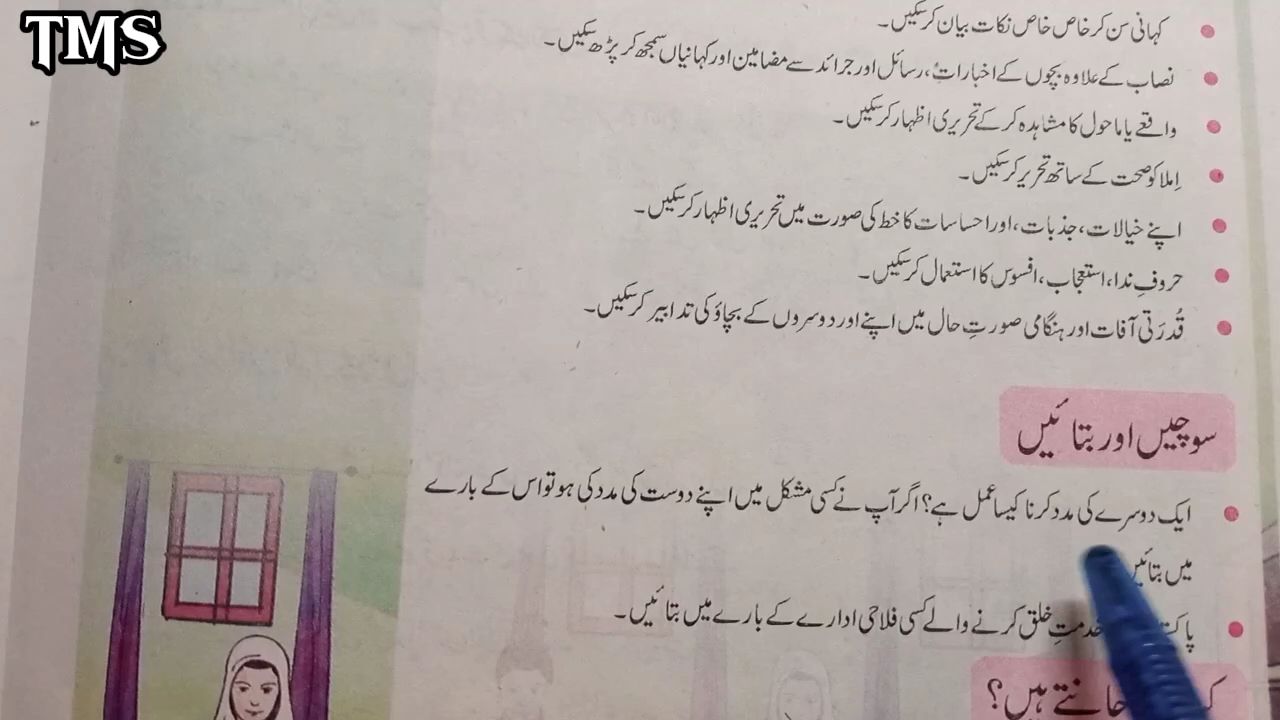 TMS
کہانی سن کر خاص خاص نکات بیان کر سکیں۔
نصاب کے علاوہ بچوں کے اخبارات، رسائل اور جرائد سے مضامین اور کہانیاں سمجھ کر پڑھ سکیں۔
واقعے یا ماحول کا مشاہدہ کر کے تحریری اظہار کر سکیں۔
اِملا کو صحت کے ساتھ تحریر کر سکیں۔
اپنے خیالات، جذبات، اور احساسات کا خط کی صورت میں تحریری اظہار کر سکیں۔
حروفِ ندا، استعجاب، افسوس کا استعمال کر سکیں۔
قُدرَتی آفات اور ہنگامی صورتِ حال میں اپنے اور دوسروں کے بچاؤ کی تدابیر کر سکیں۔
سوچیں اور بتائیں
ایک دوسرے کی مدد کرنا کیسا عمل ہے؟ اگر آپ نے کسی مشکل میں اپنے دوست کی مدد کی ہو تو اس کے بارے
میں بتائیں
خدمتِ خلق کرنے والے کسی فلاحی ادارے کے بارے میں بتائیں۔
جانتے ہیں؟